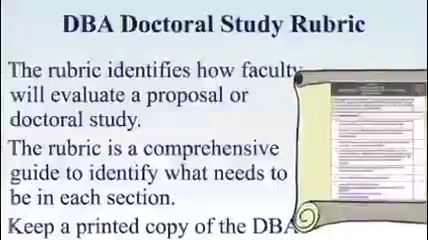 DBA Doctoral Study Rubric
The rubric identifies how faculty
will evaluate a proposal or
doctoral study.
The rubric is a comprehensive
guide to identify what needs to
be in each section.
Keep a printed copy of the DBA